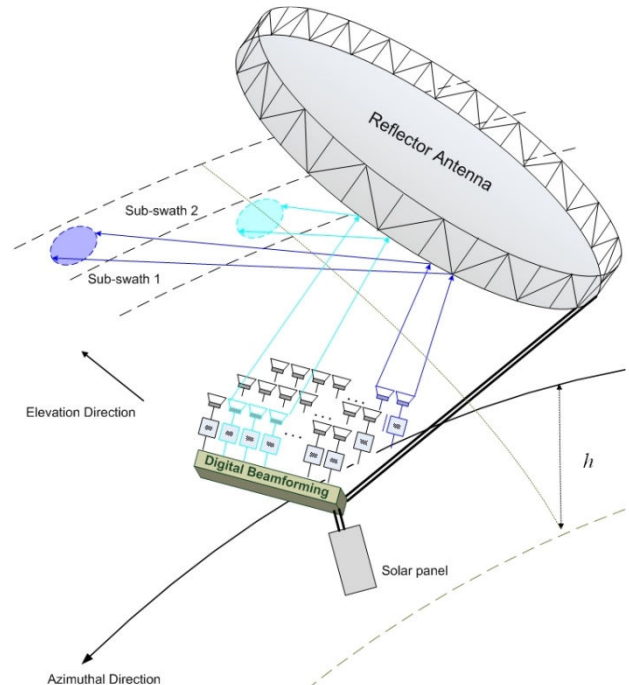 Reflector Antenna
Sub-swath 2
Sub-swath 1
Elevation Direction
h
Digital Beamforming
Solar panel
Azimuthal Direction